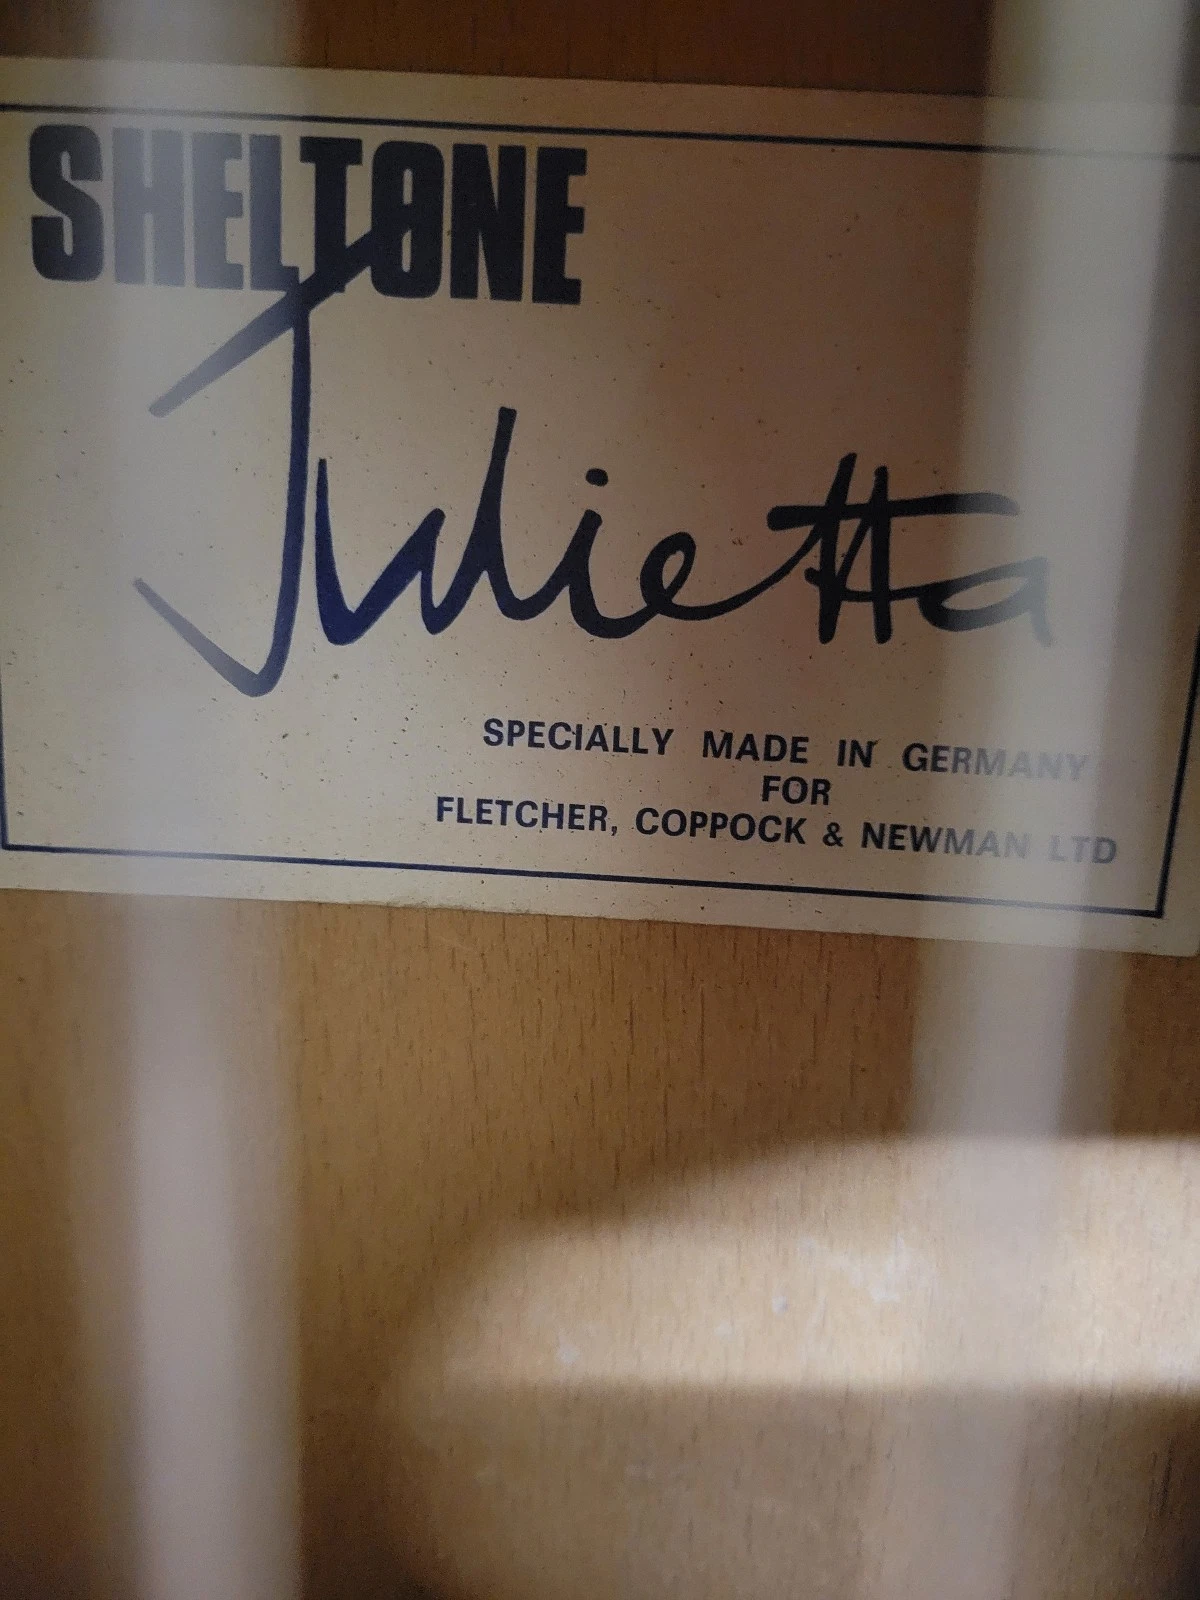 SHELTONE
Julietta
SPECIALLY MADE IN GERMANY
FOR
FLETCHER, COPPOCK & NEWMAN LTD